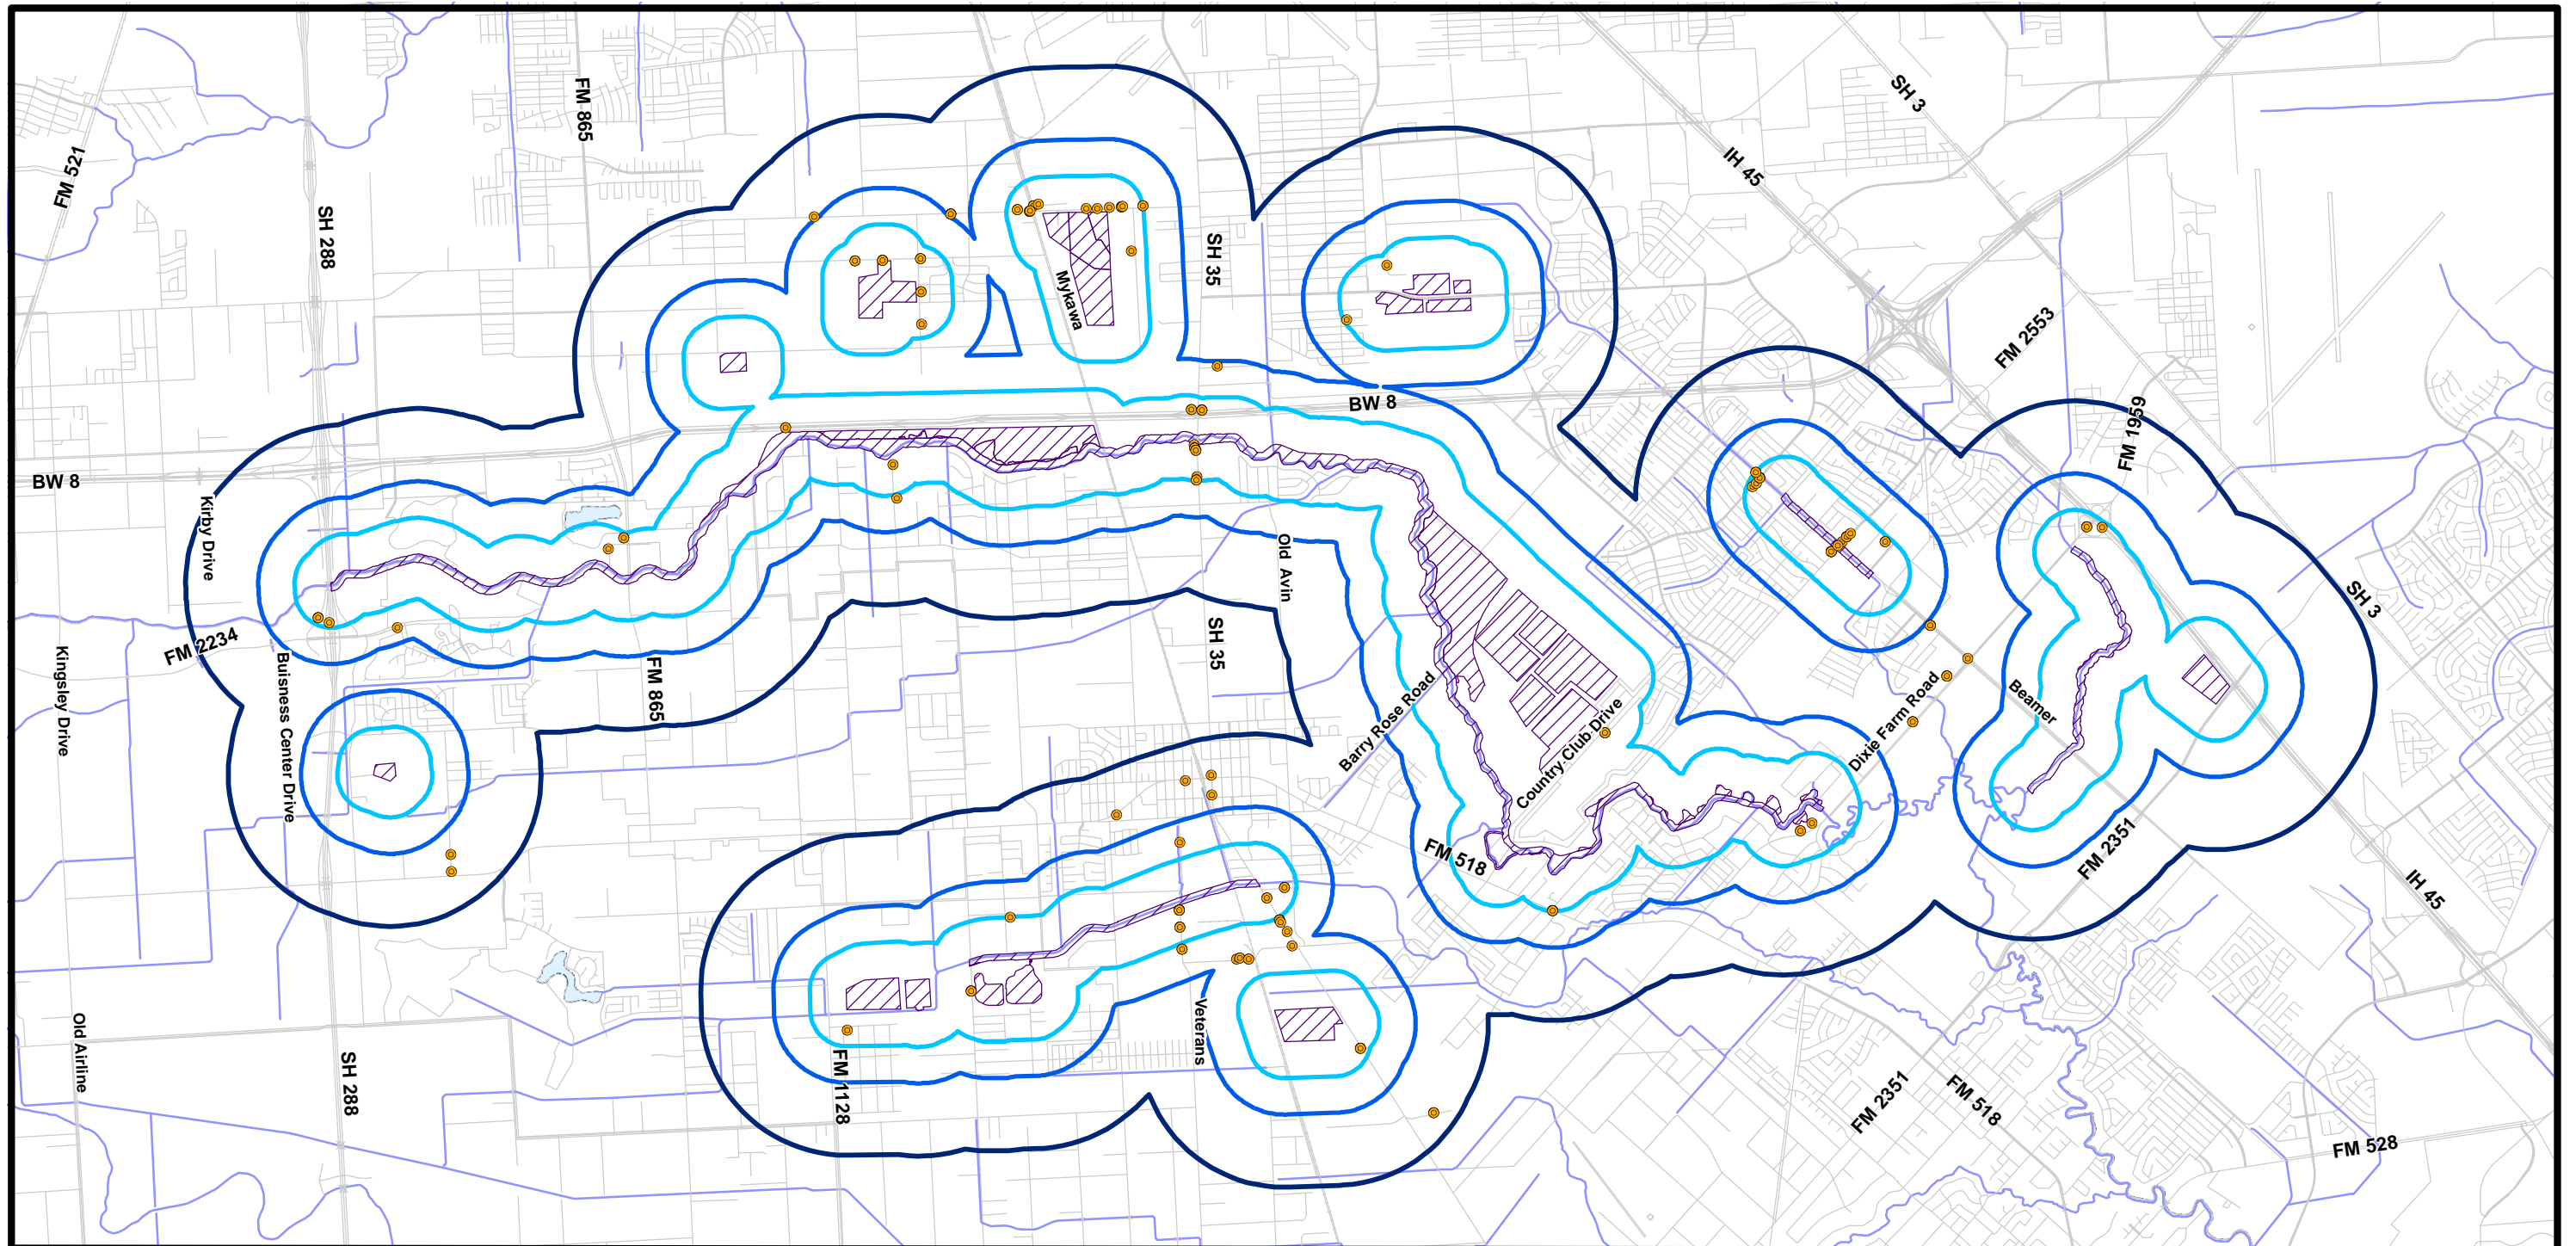 SH 3
FM 865
IH 45
FM 521
SH 288
SH 35
Mykawa
FM 2553
BW 8
FM 1959
BW 8
Kirby Drive
Old Avin
SH 3
FM 2234
Kingsley Drive
Buisness Center Drive
FM 865
SH 35
Barry Rose Road
Country Club Drive
Dixie Farm Road
Beamer
FM 518
FM 2351
IH 45
Veterans
Old Airline
SH 288
FM 1128
FM 2351
FM 518
FM 528